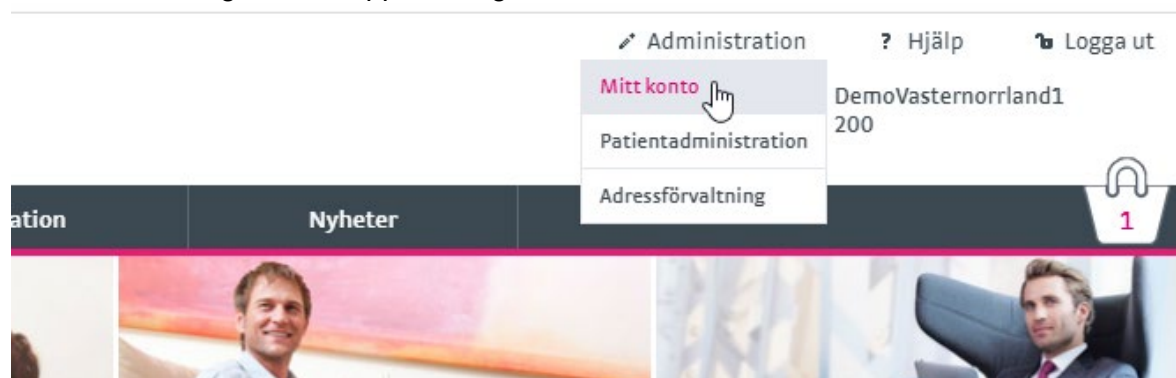 Administration
? Hjälp
Logga ut
Mitt konto
DemoVasternorrland1
200
Patientadministration
Adressförvaltning
ation
Nyheter
1